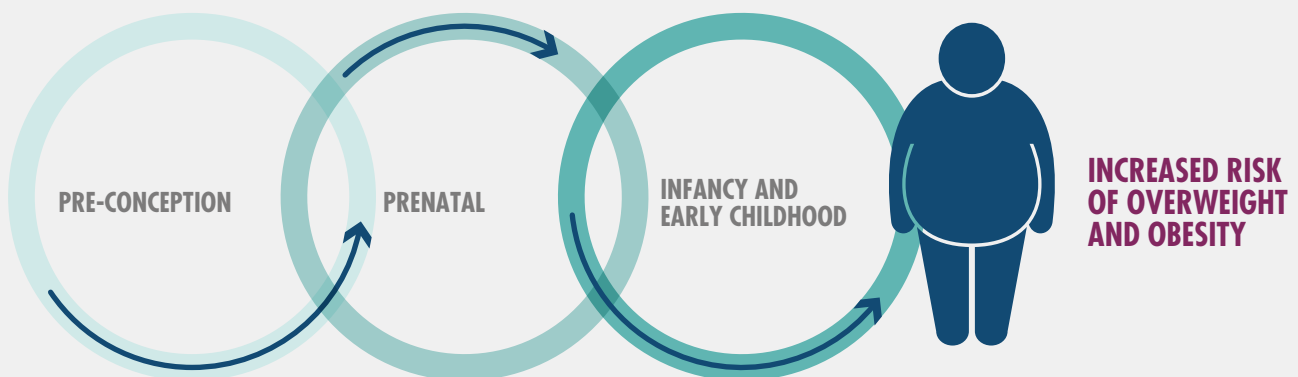 PRE-CONCEPTION
PRENATAL
INFANCY AND
EARLY CHILDHOOD
INCREASED RISK
OF OVERWEIGHT
AND OBESITY